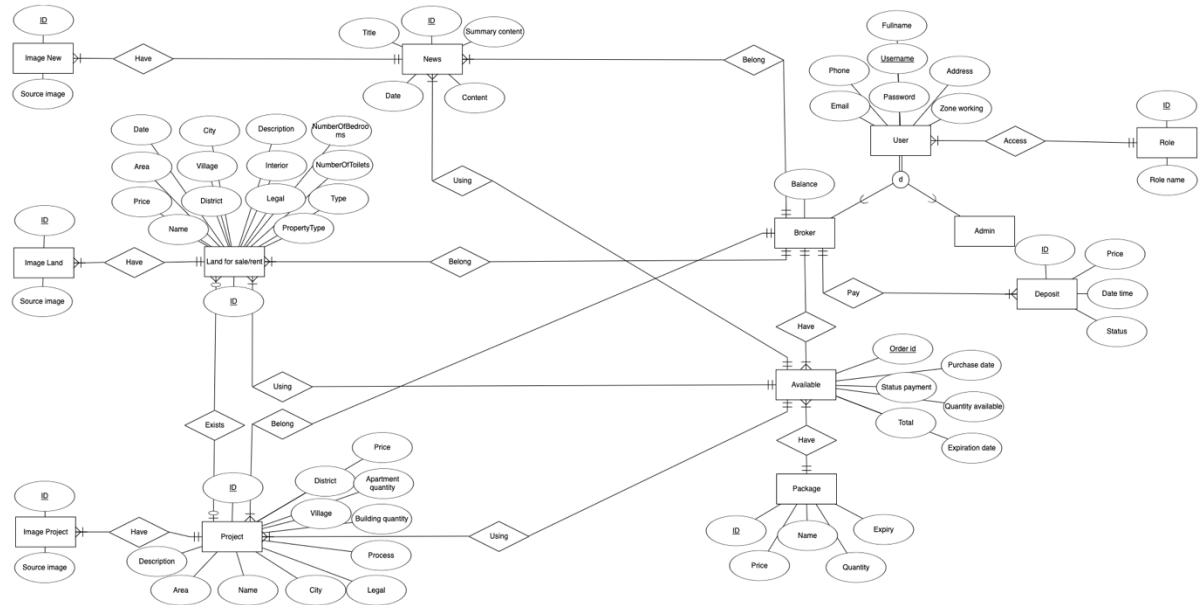 Fullname
ID
ID
Title
Summary content
Username
Image New
Have
News
Belong
Phone
Address
Password
Source image
Date
Content
Email
Zone working
ID
Date
City
Description
NumberOfBedro
oms
User
Access
Role
Area
Village
Interior
NumberOfToilets
Using
d
Role name
Price
District
Legal
Type
Balance
ID
Name
PropertyType
Broker
Admin
Image Land
Have
Land for sale/rent
Belong
ID
Price
Source image
ID
Pay
Deposit
Date time
Have
Status
Order id
Purchase date
Using
Available
Status payment
Quantity available
Exists
Belong
Total
Have
Expiration date
Price
ID
ID
District
Apartment
quantity
Package
Village
Building quantity
Image Project
Have
Project
Using
ID
Name
Expiry
Description
Process
Source image
Price
Quantity
Area
Name
City
Legal